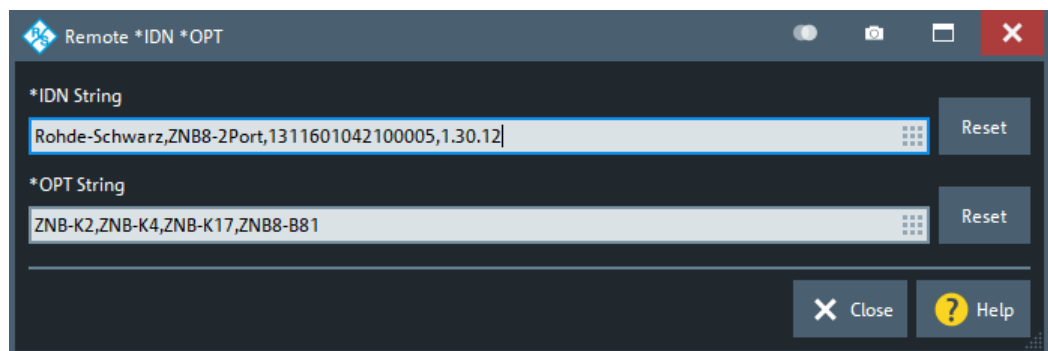 Remote *IDN *OPT
*IDN String
Rohde-Schwarz,ZNB8-2Port,1311601042100005,1.30.12
Reset
*OPT String
ZNB-K2,ZNB-K4,ZNB-K17,ZNB8-B81
Reset
Close
? Help